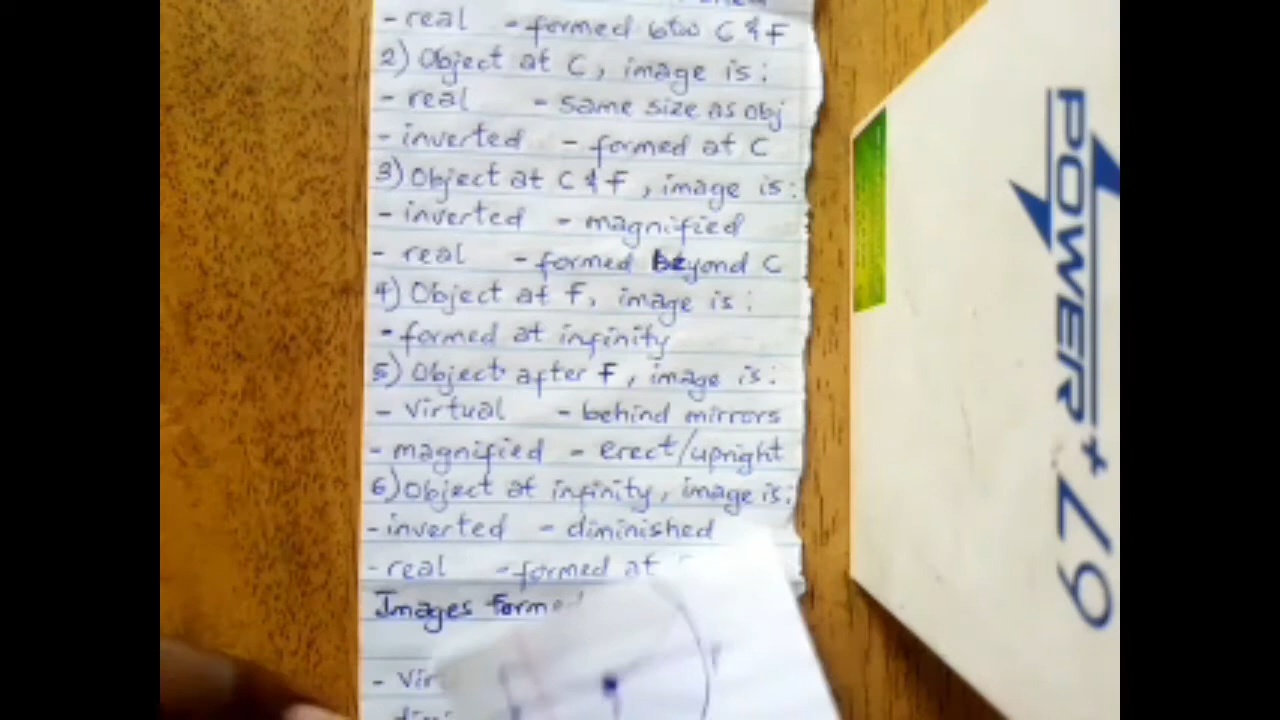 - real - formed btw C & F
2) Object at C, image is:
- real - same size as obj
- inverted - formed at C
3) Object at C & F, image is:
- inverted - magnified
- real - formed beyond C
4) Object at F, image is:
- formed at infinity
5) Object after F, image is:
- Virtual - behind mirrors
- magnified - erect/upright
6) Object at infinity, image is:
- inverted - diminished
- real - formed at
Images formed
POWER+ L9